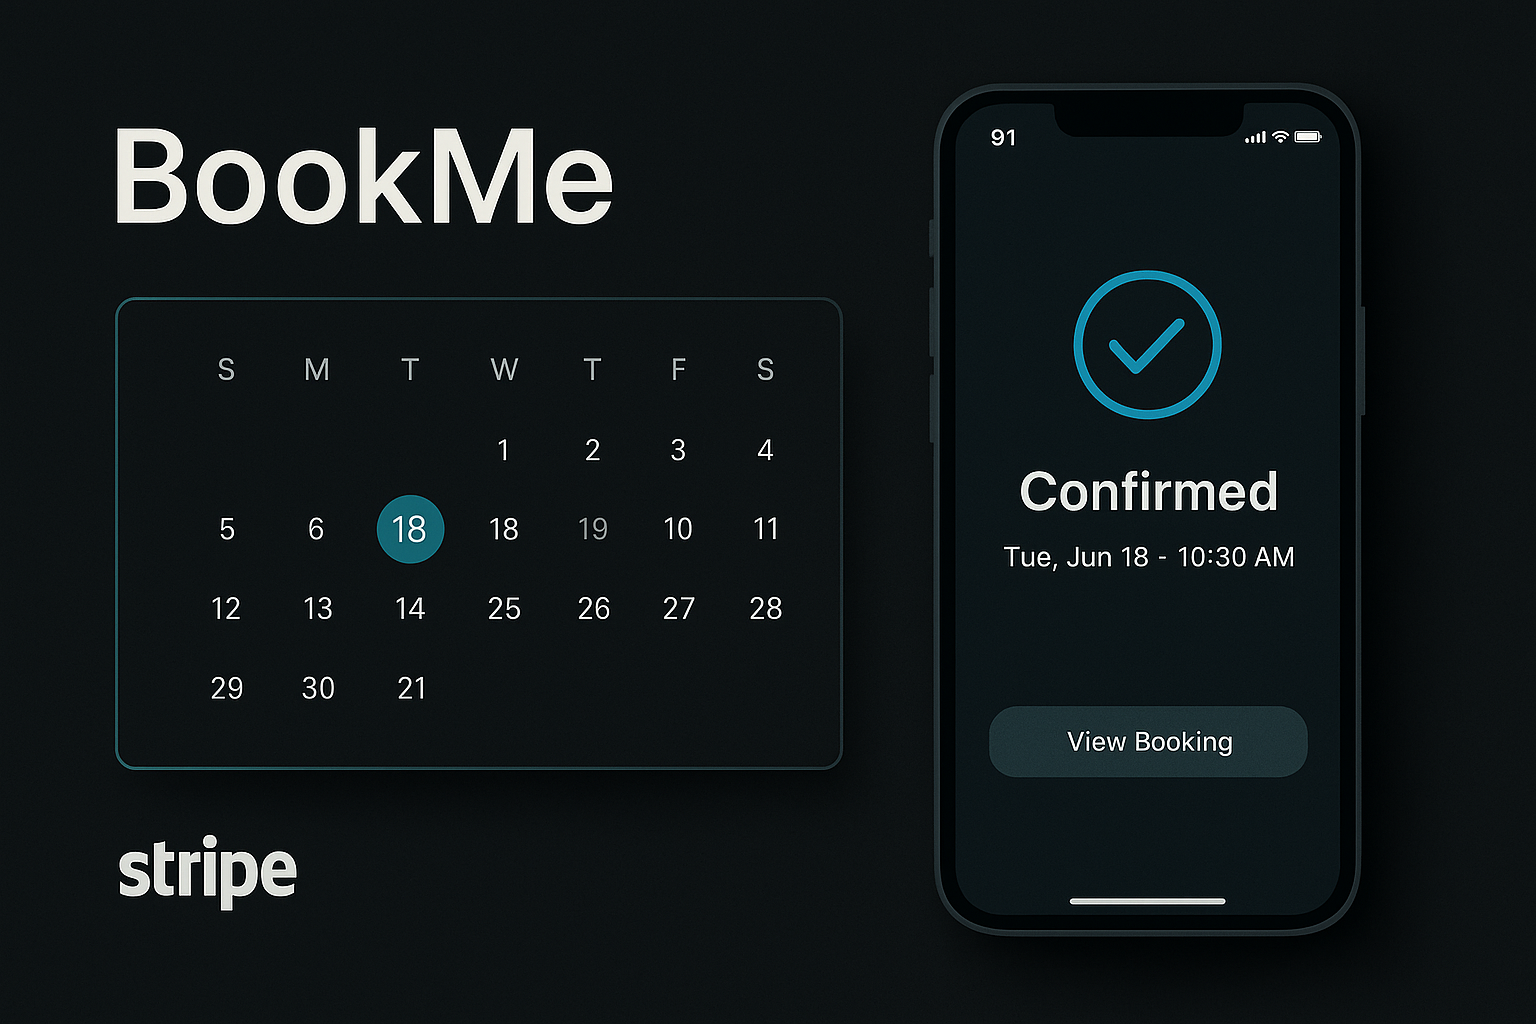 BookMe
S M T W T F S
1 2 3 4
5 6 18 18 19 10 11
12 13 14 25 26 27 28
29 30 21
stripe
91
Confirmed
Tue, Jun 18 - 10:30 AM
View Booking